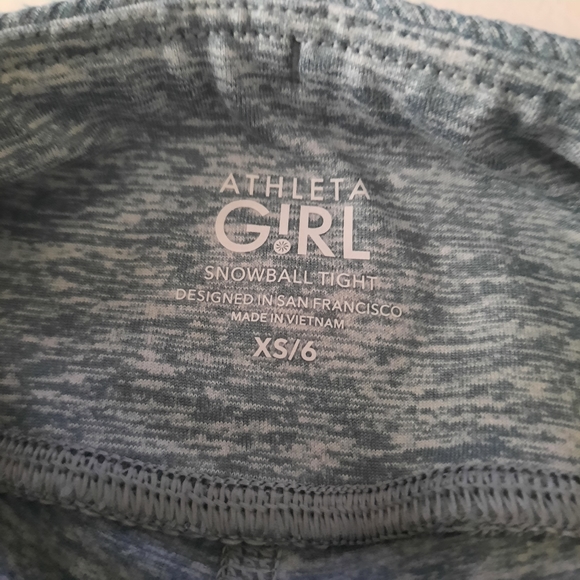 ATHLETA
G!RL
SNOWBALL TIGHT
DESIGNED IN SAN FRANCISCO
MADE IN VIETNAM
XS/6